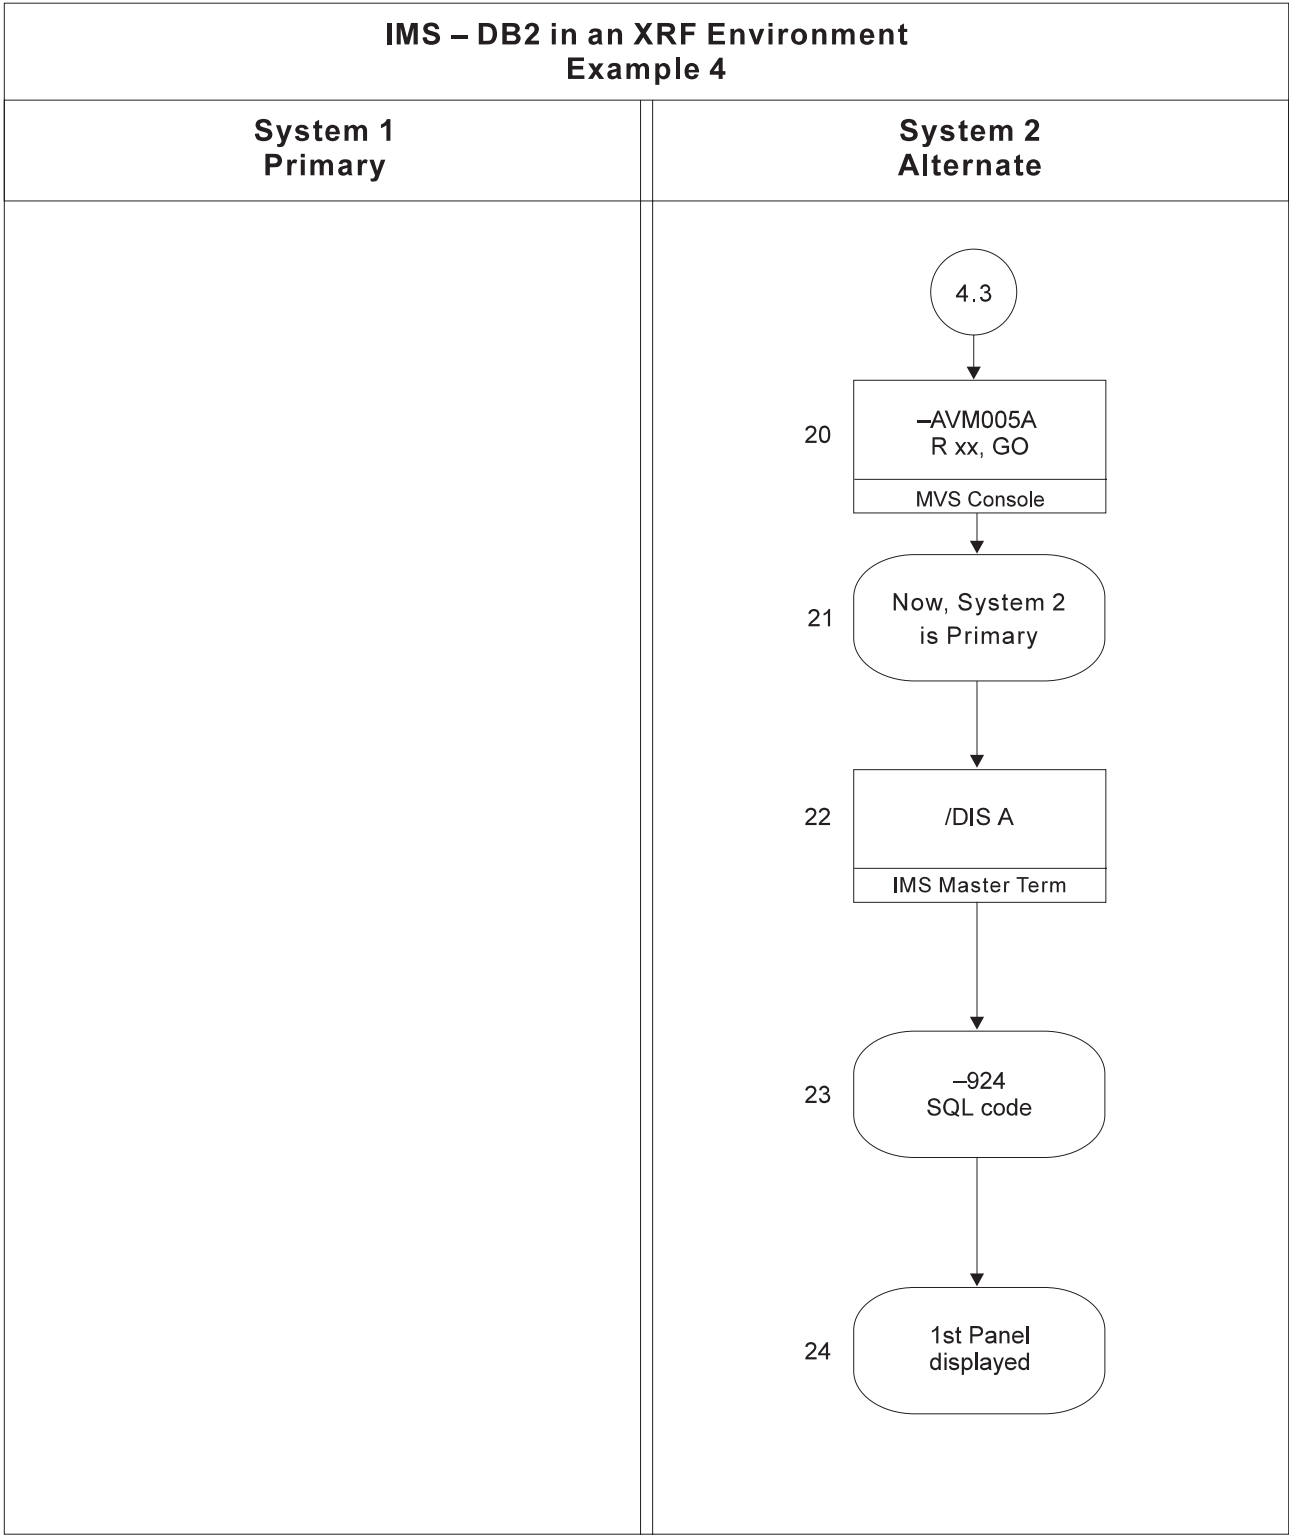 IMS – DB2 in an XRF Environment
Example 4
System 1
Primary
System 2
Alternate
4.3
20
–AVM005A
R xx, GO
MVS Console
21
Now, System 2
is Primary
22
/DIS A
IMS Master Term
23
–924
SQL code
24
1st Panel
displayed